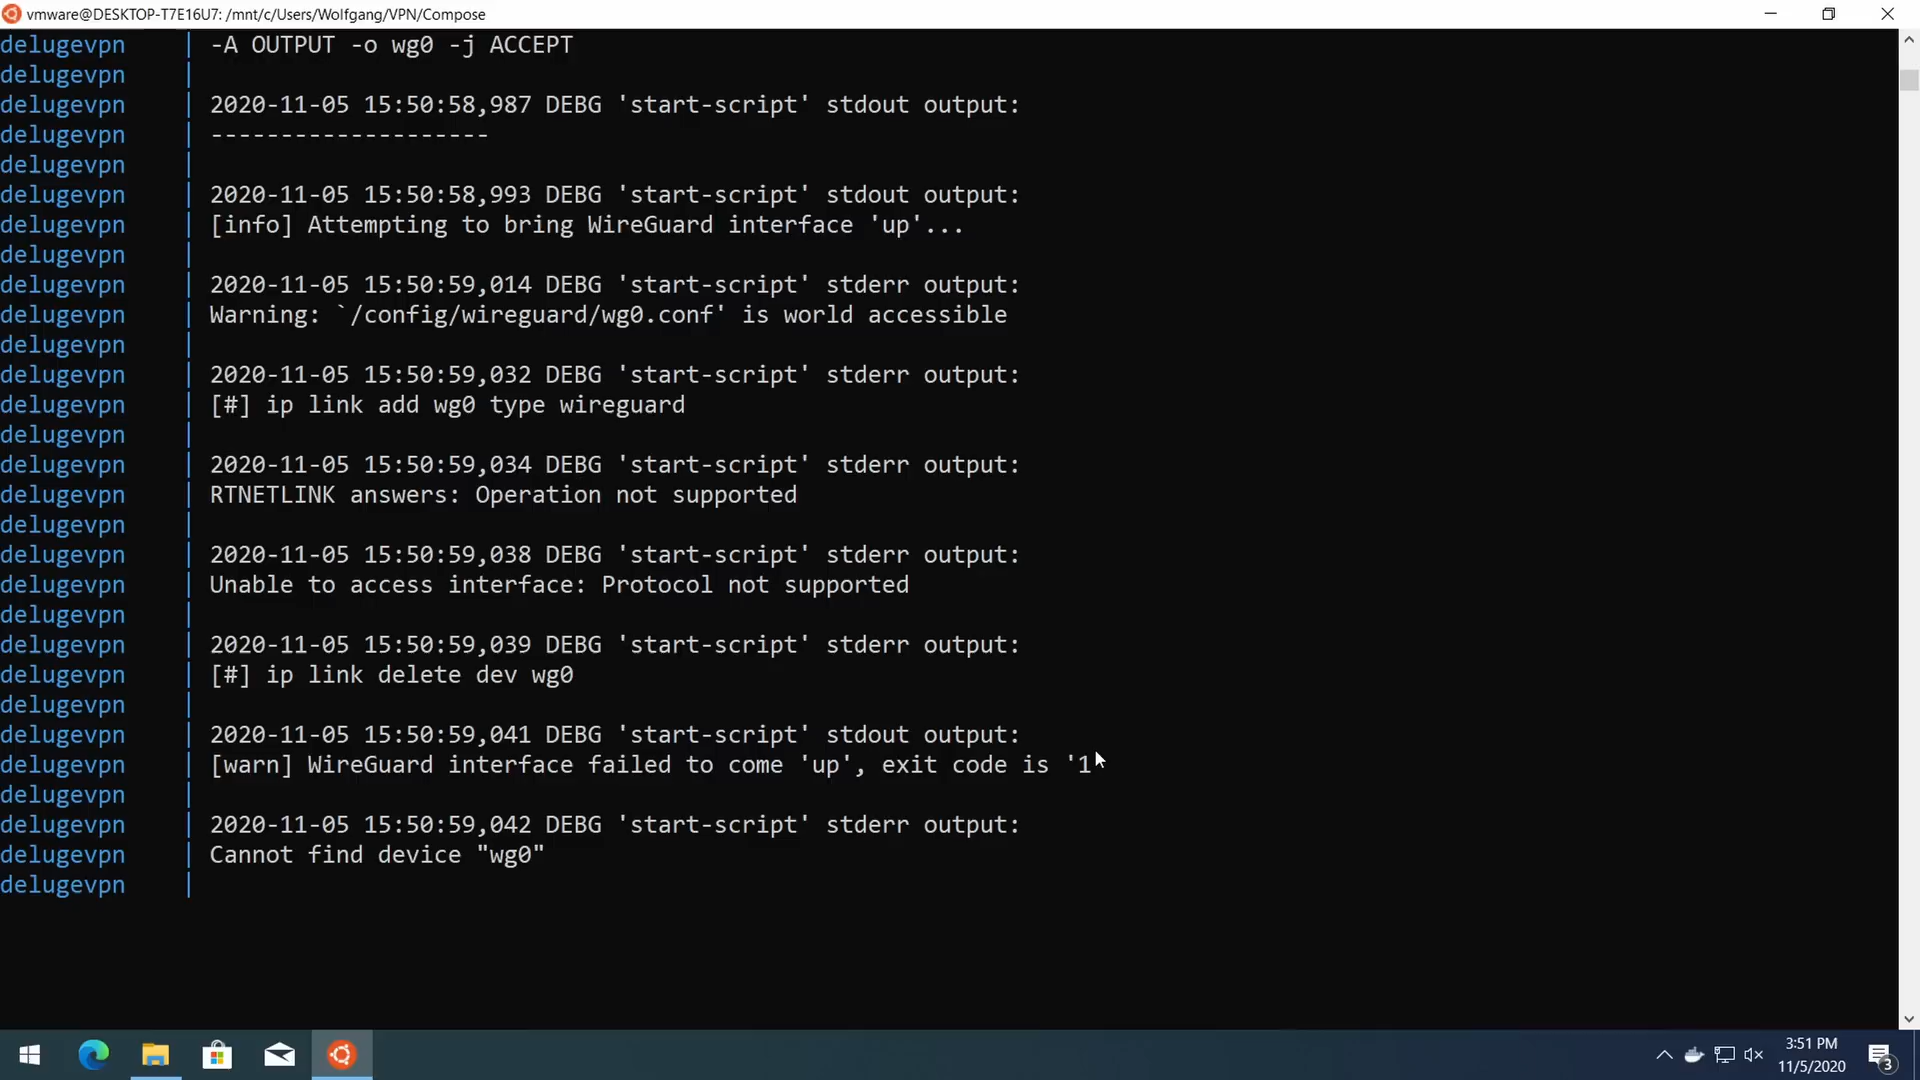 vmware@DESKTOP-T7E16U7: /mnt/c/Users/Wolfgang/VPN/Compose
delugevpn | -A OUTPUT -o wg0 -j ACCEPT
delugevpn |
delugevpn | 2020-11-05 15:50:58,987 DEBG 'start-script' stdout output:
delugevpn | --------------------
delugevpn |
delugevpn | 2020-11-05 15:50:58,993 DEBG 'start-script' stdout output:
delugevpn | [info] Attempting to bring WireGuard interface 'up'...
delugevpn |
delugevpn | 2020-11-05 15:50:59,014 DEBG 'start-script' stderr output:
delugevpn | Warning: `/config/wireguard/wg0.conf' is world accessible
delugevpn |
delugevpn | 2020-11-05 15:50:59,032 DEBG 'start-script' stderr output:
delugevpn | [#] ip link add wg0 type wireguard
delugevpn |
delugevpn | 2020-11-05 15:50:59,034 DEBG 'start-script' stderr output:
delugevpn | RTNETLINK answers: Operation not supported
delugevpn |
delugevpn | 2020-11-05 15:50:59,038 DEBG 'start-script' stderr output:
delugevpn | Unable to access interface: Protocol not supported
delugevpn |
delugevpn | 2020-11-05 15:50:59,039 DEBG 'start-script' stderr output:
delugevpn | [#] ip link delete dev wg0
delugevpn |
delugevpn | 2020-11-05 15:50:59,041 DEBG 'start-script' stdout output:
delugevpn | [warn] WireGuard interface failed to come 'up', exit code is '1
delugevpn |
delugevpn | 2020-11-05 15:50:59,042 DEBG 'start-script' stderr output:
delugevpn | Cannot find device "wg0"
delugevpn |
3:51 PM
11/5/2020
3